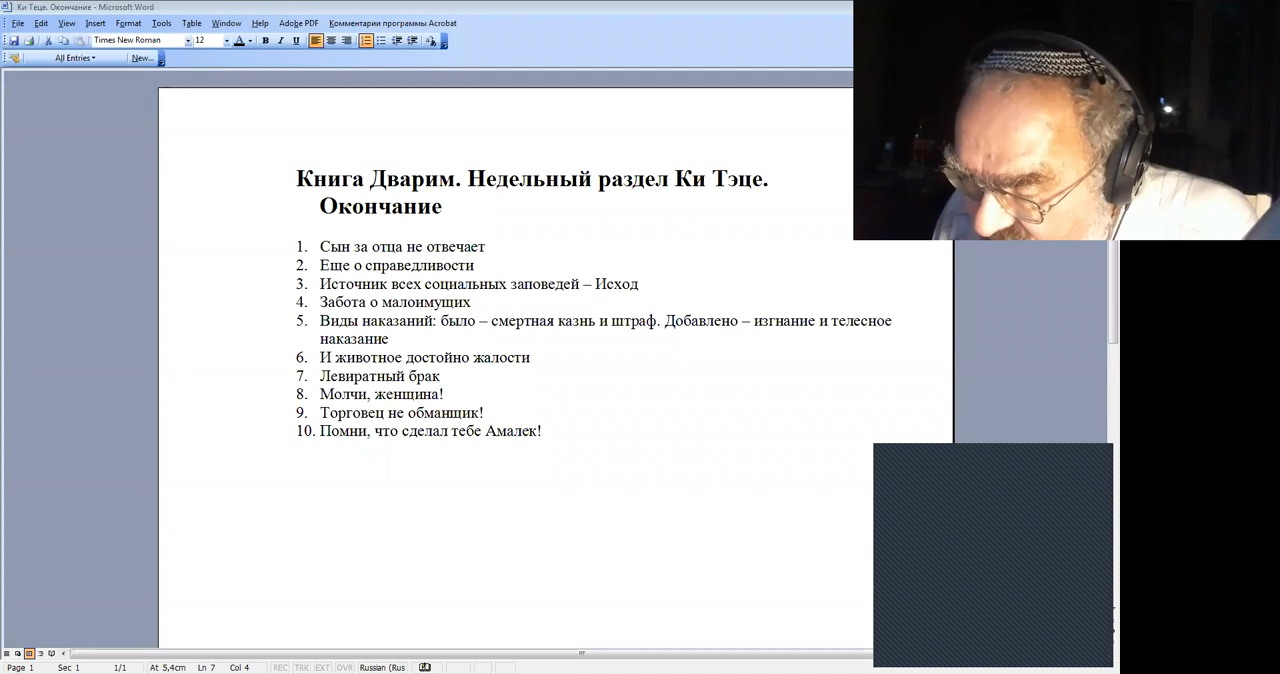 Ки Теце. Окончание - Microsoft Word
File Edit View Insert Format Tools Table Window Help Adobe PDF Комментарии программы Acrobat
Times New Roman 12 A B I U
All Entries New...
Книга Дварим. Недельный раздел Ки Тэце.
Окончание
1. Сын за отца не отвечает
2. Еще о справедливости
3. Источник всех социальных заповедей – Исход
4. Забота о малоимущих
5. Виды наказаний: было – смертная казнь и штраф. Добавлено – изгнание и телесное
наказание
6. И животное достойно жалости
7. Левиратный брак
8. Молчи, женщина!
9. Торговец не обманщик!
10. Помни, что сделал тебе Амалек!
Page 1 Sec 1 1/1 At 5,4cm Ln 7 Col 4 REC TRK EXT OVR Russian (Rus